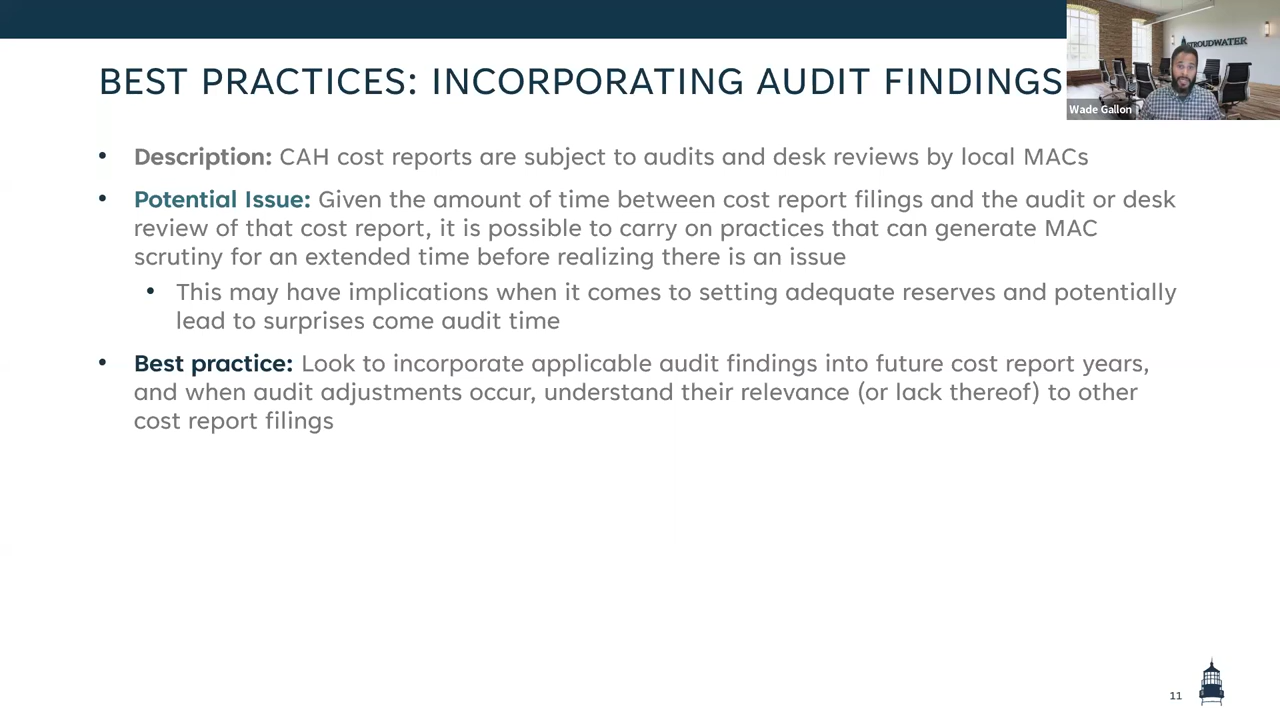 BEST PRACTICES: INCORPORATING AUDIT FINDINGS
TROUDWATER
Wade Gallon
• Description: CAH cost reports are subject to audits and desk reviews by local MACs
• Potential Issue: Given the amount of time between cost report filings and the audit or desk
review of that cost report, it is possible to carry on practices that can generate MAC
scrutiny for an extended time before realizing there is an issue
• This may have implications when it comes to setting adequate reserves and potentially
lead to surprises come audit time
• Best practice: Look to incorporate applicable audit findings into future cost report years,
and when audit adjustments occur, understand their relevance (or lack thereof) to other
cost report filings
11